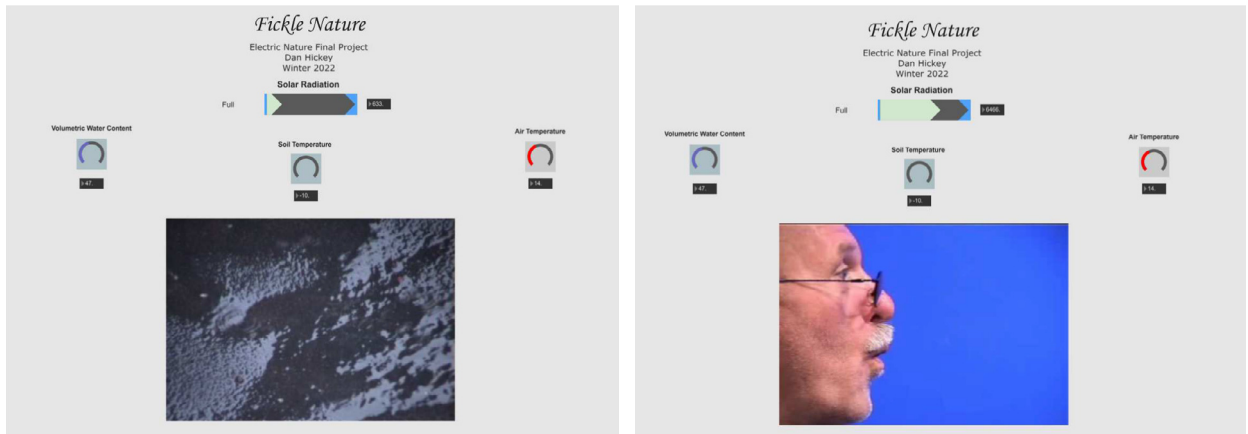 Fickle Nature
Electric Nature Final Project
Dan Hickey
Winter 2022
Solar Radiation
Full
633.
Volumetric Water Content
Soil Temperature
Air Temperature
47.
-10.
14.
Fickle Nature
Electric Nature Final Project
Dan Hickey
Winter 2022
Solar Radiation
Full
6466.
Volumetric Water Content
Soil Temperature
Air Temperature
47.
-10.
14.